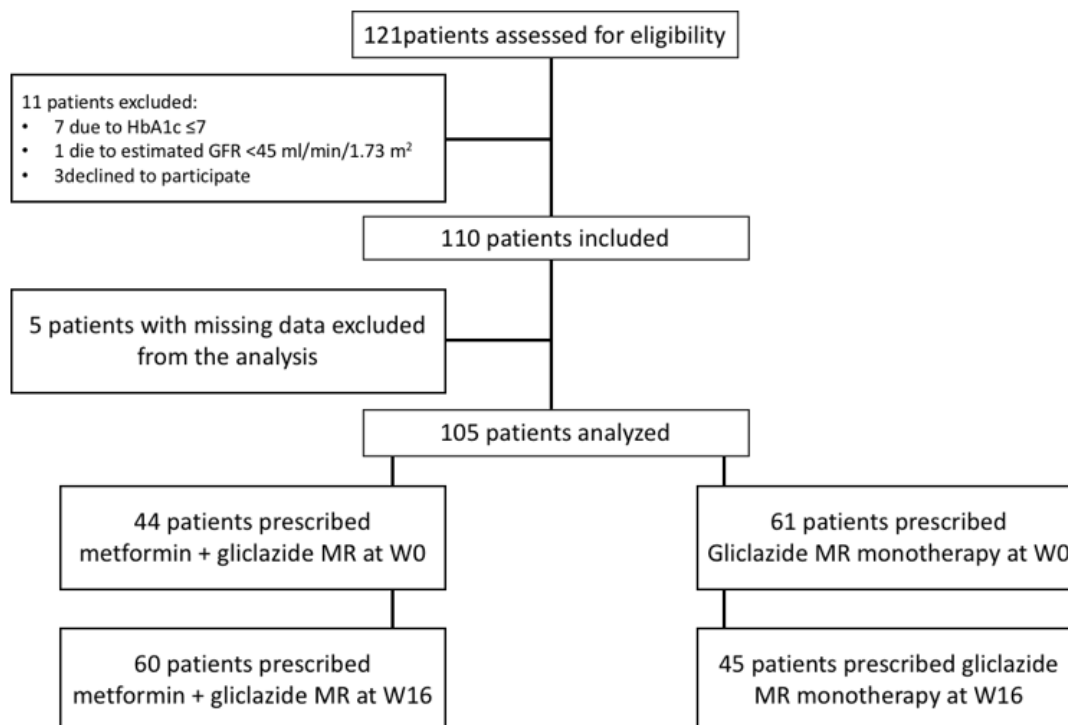 121patients assessed for eligibility
11 patients excluded:
• 7 due to HbA1c ≤7
• 1 die to estimated GFR <45 ml/min/1.73 m²
• 3declined to participate
110 patients included
5 patients with missing data excluded
from the analysis
105 patients analyzed
44 patients prescribed
metformin + gliclazide MR at W0
61 patients prescribed
Gliclazide MR monotherapy at W0
60 patients prescribed
metformin + gliclazide MR at W16
45 patients prescribed gliclazide
MR monotherapy at W16